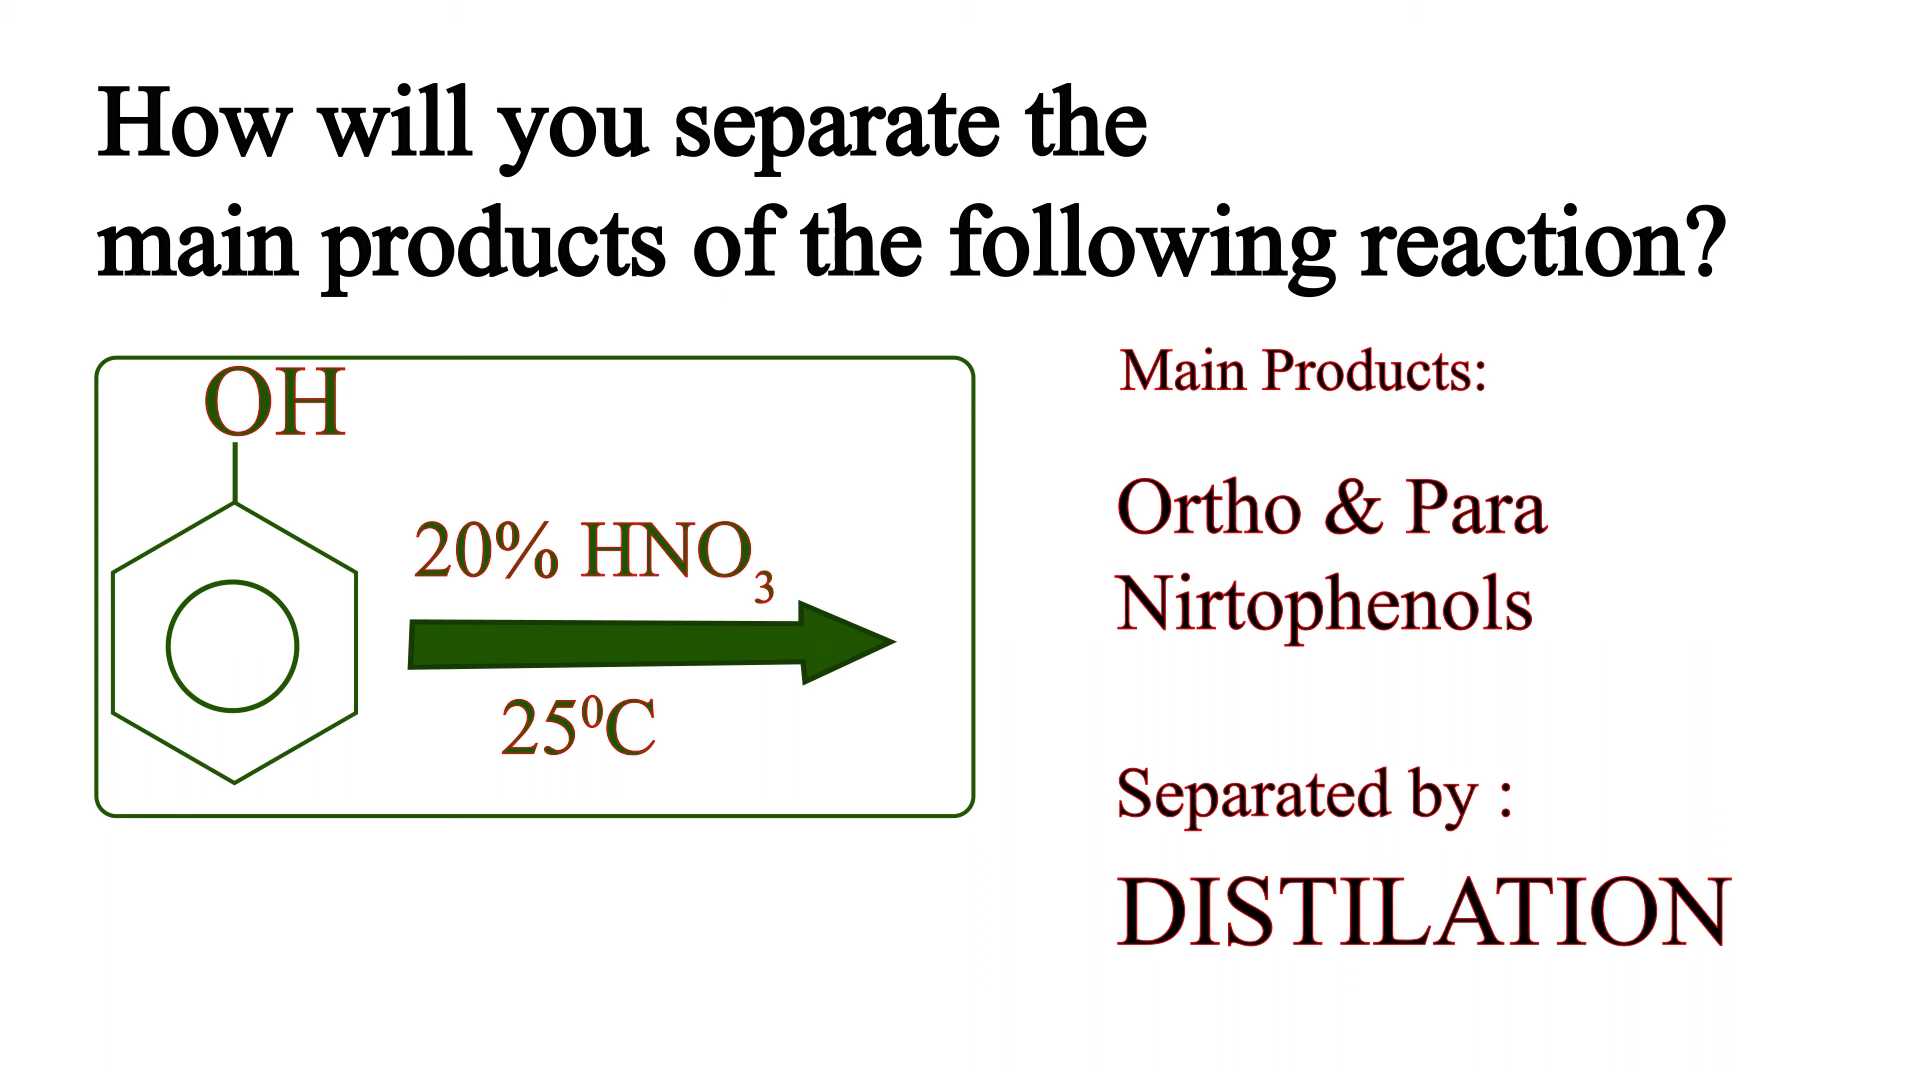 How will you separate the
main products of the following reaction?
OH
20% HNO₃
25⁰C
Main Products:
Ortho & Para
Nirtophenols
Separated by :
DISTILATION